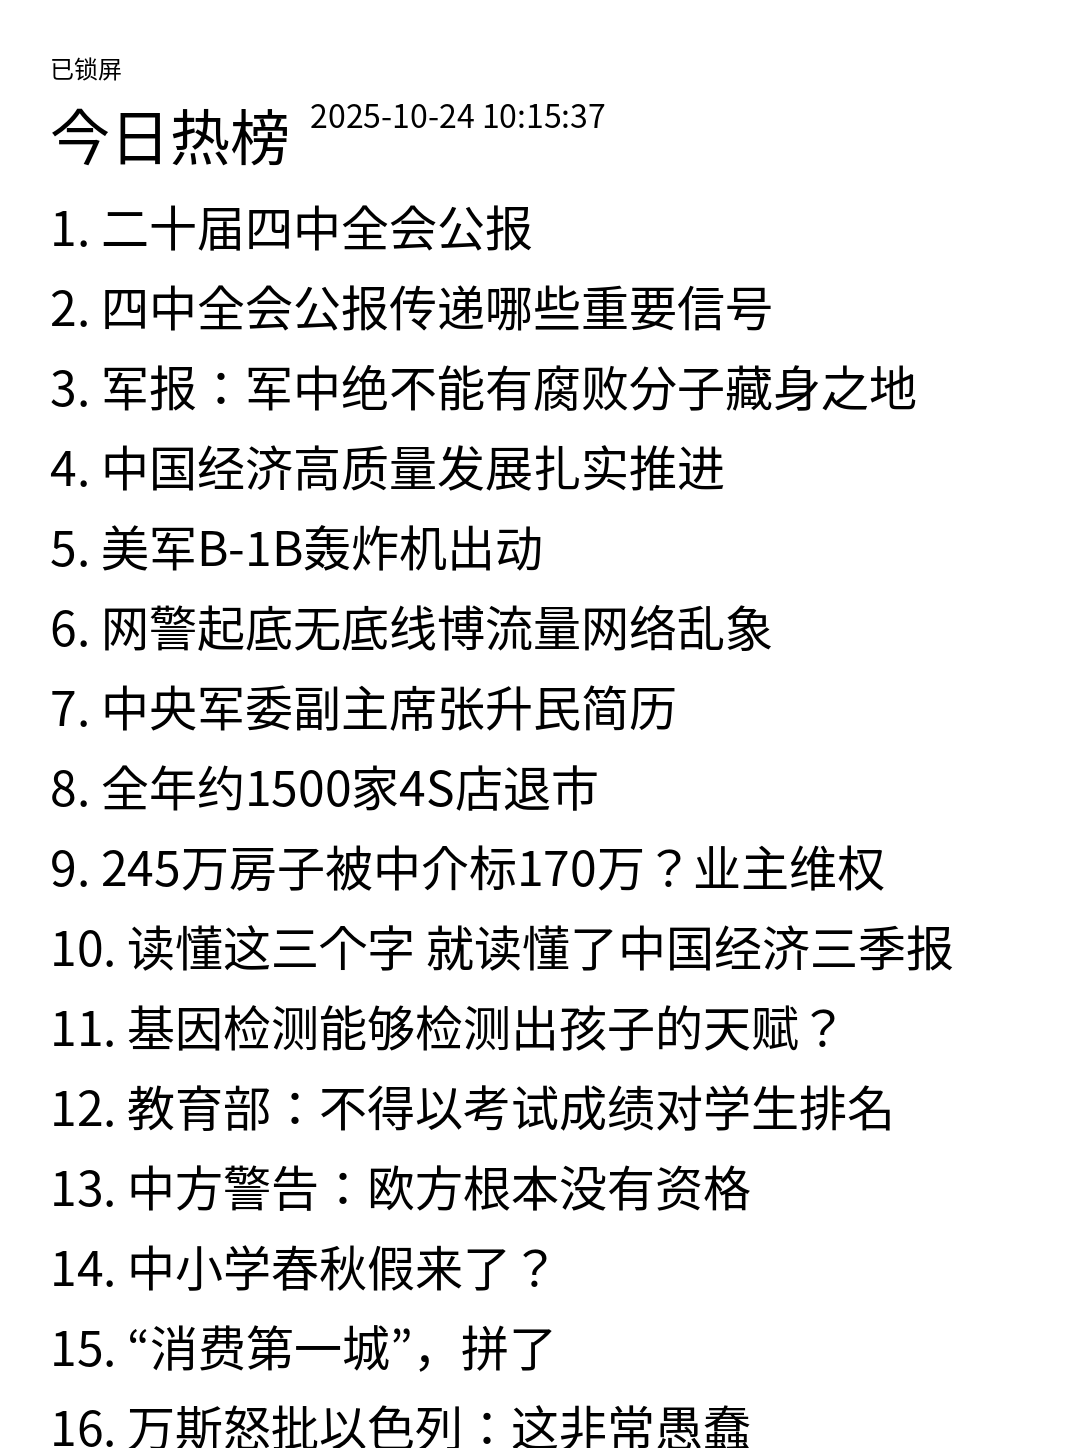 已锁屏
今日热榜 2025-10-24 10:15:37
1. 二十届四中全会公报
2. 四中全会公报传递哪些重要信号
3. 军报：军中绝不能有腐败分子藏身之地
4. 中国经济高质量发展扎实推进
5. 美军B-1B轰炸机出动
6. 网警起底无底线博流量网络乱象
7. 中央军委副主席张升民简历
8. 全年约1500家4S店退市
9. 245万房子被中介标170万？业主维权
10. 读懂这三个字 就读懂了中国经济三季报
11. 基因检测能够检测出孩子的天赋？
12. 教育部：不得以考试成绩对学生排名
13. 中方警告：欧方根本没有资格
14. 中小学春秋假来了？
15. “消费第一城”，拼了
16. 万斯怒批以色列：这非常愚蠢